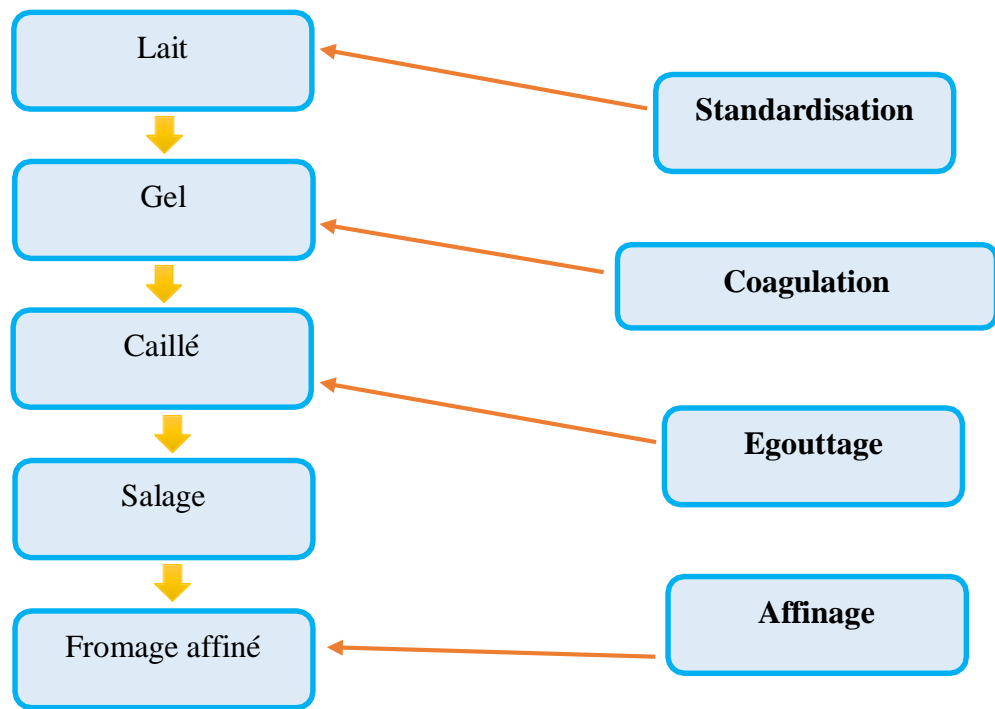 Lait
Standardisation
Gel
Coagulation
Caillé
Egouttage
Salage
Affinage
Fromage affiné